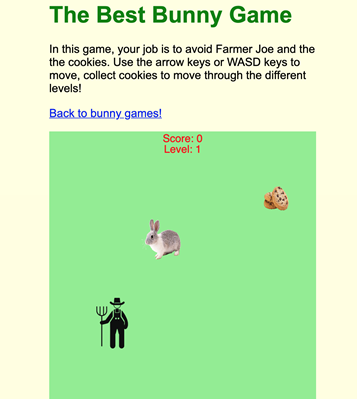 The Best Bunny Game
In this game, your job is to avoid Farmer Joe and the
the cookies. Use the arrow keys or WASD keys to
move, collect cookies to move through the different
levels!
Back to bunny games!
Score: 0
Level: 1